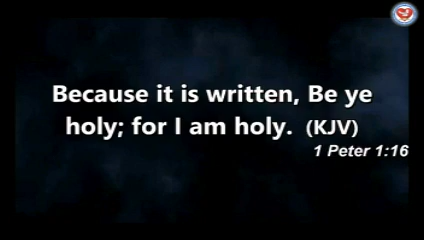 Because it is written, Be ye
holy; for I am holy. (KJV)
1 Peter 1:16